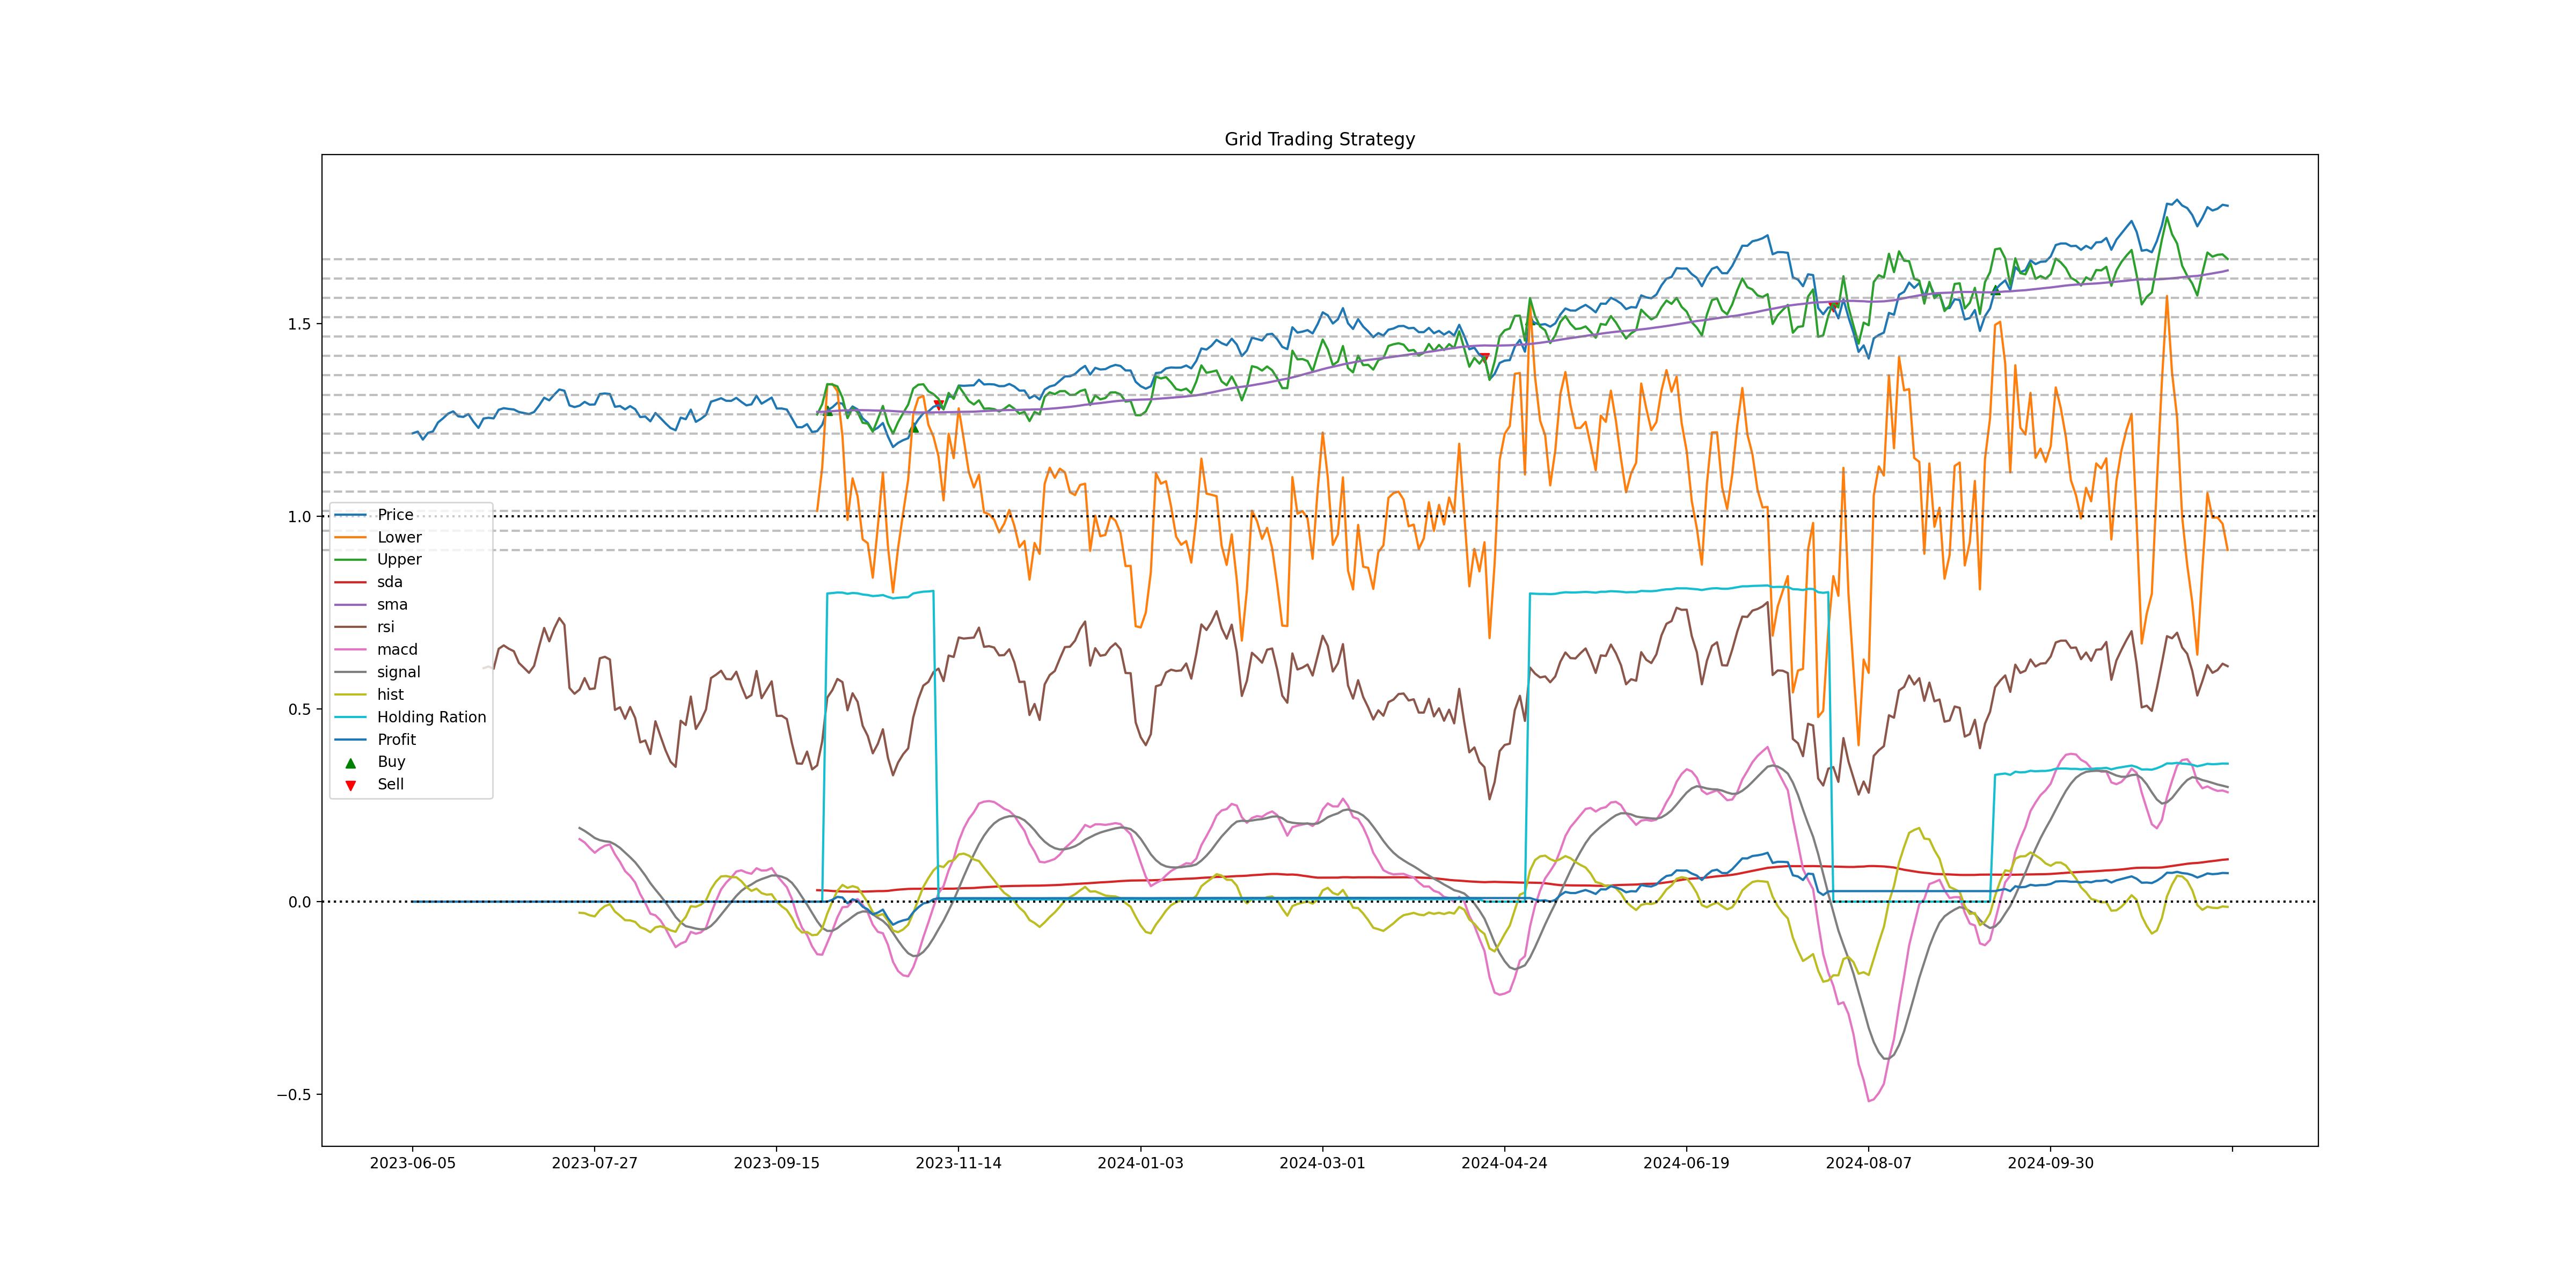 Grid Trading Strategy
1.5
1.0
0.5
0.0
−0.5
Price
Lower
Upper
sda
sma
rsi
macd
signal
hist
Holding Ration
Profit
Buy
Sell
2023-06-05
2023-07-27
2023-09-15
2023-11-14
2024-01-03
2024-03-01
2024-04-24
2024-06-19
2024-08-07
2024-09-30